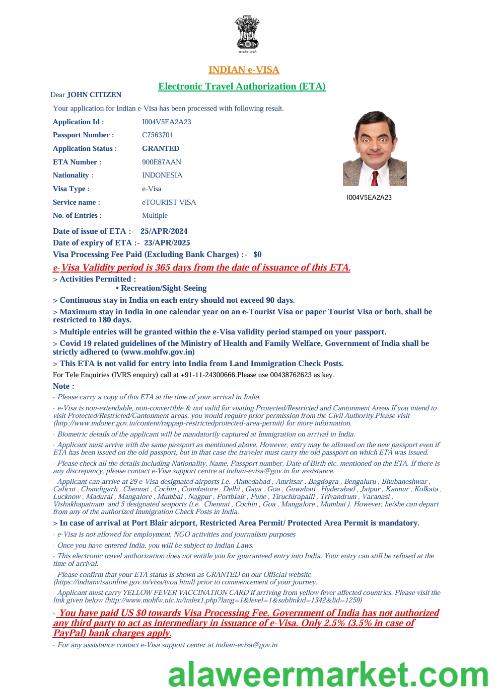 INDIAN e-VISA
Electronic Travel Authorization (ETA)
Dear JOHN CITIZEN
Your application for Indian e-Visa has been processed with following result.
Application Id : I004V5EA2A23
Passport Number : C7563701
Application Status : GRANTED
ETA Number : 900E87AAN
Nationality : INDONESIA
Visa Type : e-Visa
Service name : eTOURIST VISA
No. of Entries : Multiple
I004V5EA2A23
Date of issue of ETA :- 25/APR/2024
Date of expiry of ETA :- 23/APR/2025
Visa Processing Fee Paid (Excluding Bank Charges) :- $0
e-Visa Validity period is 365 days from the date of issuance of this ETA.
> Activities Permitted :
• Recreation/Sight-Seeing
> Continuous stay in India on each entry should not exceed 90 days.
> Maximum stay in India in one calendar year on an e-Tourist Visa or paper Tourist Visa or both, shall be
restricted to 180 days.
> Multiple entries will be granted within the e-Visa validity period stamped on your passport.
> Covid 19 related guidelines of the Ministry of Health and Family Welfare, Government of India shall be
strictly adhered to (www.mohfw.gov.in)
> This ETA is not valid for entry into India from Land Immigration Check Posts.
For Tele Enquiries (IVRS enquiry) call at +91-11-24300666.Please use 00438762623 as key.
Note :
- Please carry a copy of this ETA at the time of your arrival in India.
- e-Visa is non-extendable, non-convertible & not valid for visiting Protected/Restricted and Cantonment Areas If you intend to
visit Protected/Restricted/Cantonment areas, you would require prior permission from the Civil Authority.Please visit
(http://www.mdoner.gov.in/content/rappap-restrictedprotected-area-permit) for more information.
- Biometric details of the applicant will be mandatorily captured at Immigration on arrival in India.
- Applicant must arrive with the same passport as mentioned above. However, entry may be allowed on the new passport even if
ETA has been issued on the old passport, but in that case the traveler must carry the old passport on which ETA was issued.
- Please check all the details including Nationality, Name, Passport number, Date of Birth etc. mentioned on the ETA. If there is
any discrepancy, please contact e-Visa support centre at indian-evisa@gov.in for assistance.
- Applicant can arrive at 29 e-Visa designated airports (i.e. Ahmedabad , Amritsar , Bagdogra , Bengaluru , Bhubaneshwar ,
Calicut , Chandigarh , Chennai , Cochin , Coimbatore , Delhi , Gaya , Goa , Guwahati , Hyderabad , Jaipur , Kannur , Kolkata ,
Lucknow , Madurai , Mangalore , Mumbai , Nagpur , Portblair , Pune , Tiruchirapalli , Trivandrum , Varanasi ,
Vishakhapatnam and 5 designated seaports (i.e. Chennai , Cochin , Goa , Mangalore , Mumbai ). However, he/she can depart
from any of the authorized Immigration Check Posts in India.
> In case of arrival at Port Blair airport, Restricted Area Permit/ Protected Area Permit is mandatory.
- e-Visa is not allowed for employment, NGO activities and journalism purposes
- Once you have entered India, you will be subject to Indian Laws.
- This electronic travel authorization does not entitle you for guaranteed entry into India. Your entry can still be refused at the
time of arrival.
- Please confirm that your ETA status is shown as GRANTED on our Official website
(https://indianvisaonline.gov.in/evisa/tvoa.html) prior to commencement of your journey.
- Applicant must carry YELLOW FEVER VACCINATION CARD if arriving from yellow fever affected countries. Please visit the
link given below (http://www.mohfw.nic.in/index1.php?lang=1&level=1&sublinkid=1342&lid=1259)
- You have paid US $0 towards Visa Processing Fee. Government of India has not authorized
any third party to act as intermediary in issuance of e-Visa. Only 2.5% (3.5% in case of
PayPal) bank charges apply.
- For any assistance contact e-Visa support center at indian-evisa@gov.in
alaweermarket.com